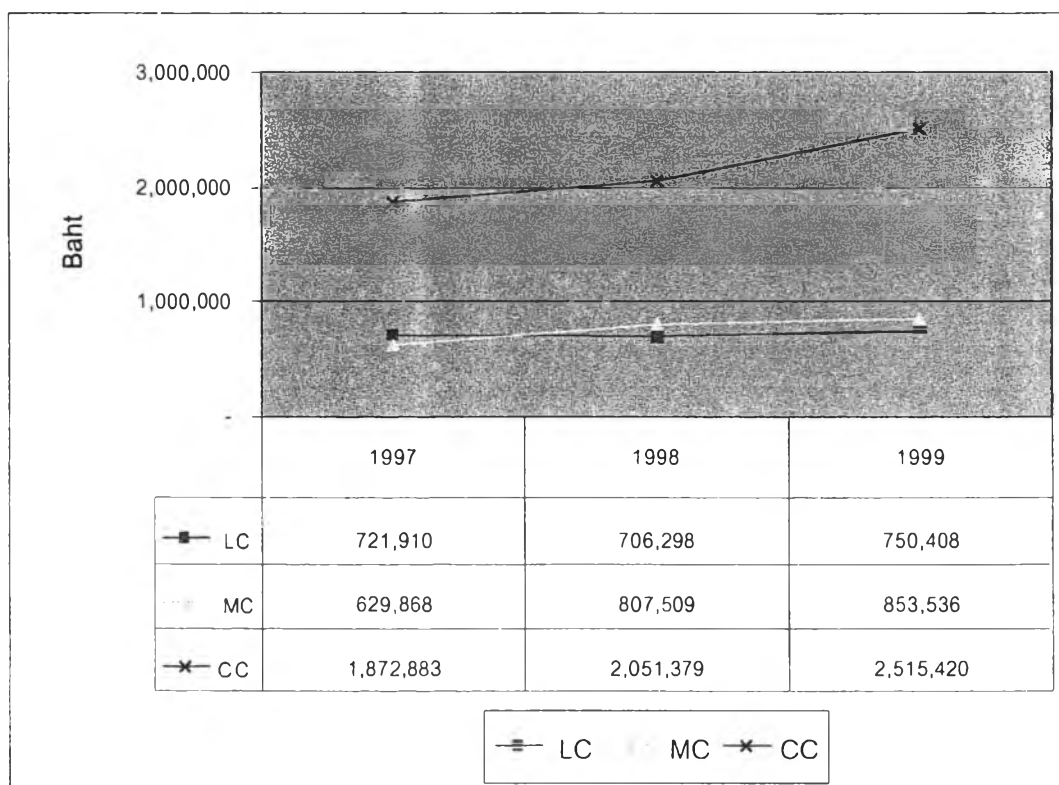 3,000,000
2,000,000
1,000,000
-
Baht
1997 1998 1999
LC 721,910 706,298 750,408
MC 629,868 807,509 853,536
CC 1,872,883 2,051,379 2,515,420
LC MC CC